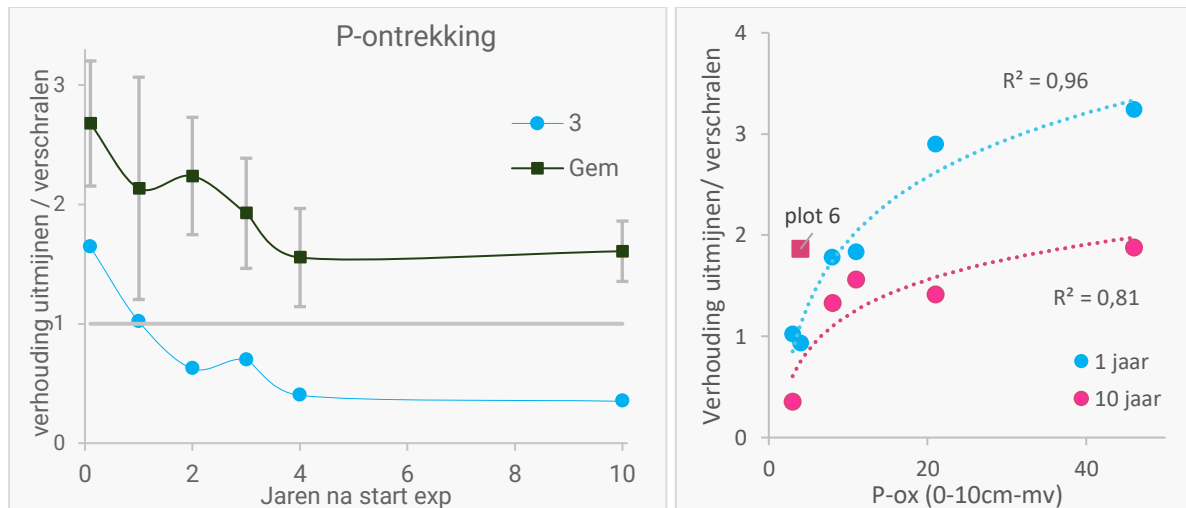 P-ontrekking
verhouding uitmijnen / verschralen
3
2
1
0
3
Gem
0
2
4
6
8
10
Jaren na start exp
Verhouding uitmijnen/ verschralen
4
3
2
1
0
R² = 0,96
plot 6
R² = 0,81
1 jaar
10 jaar
0
20
40
P-ox (0-10cm-mv)